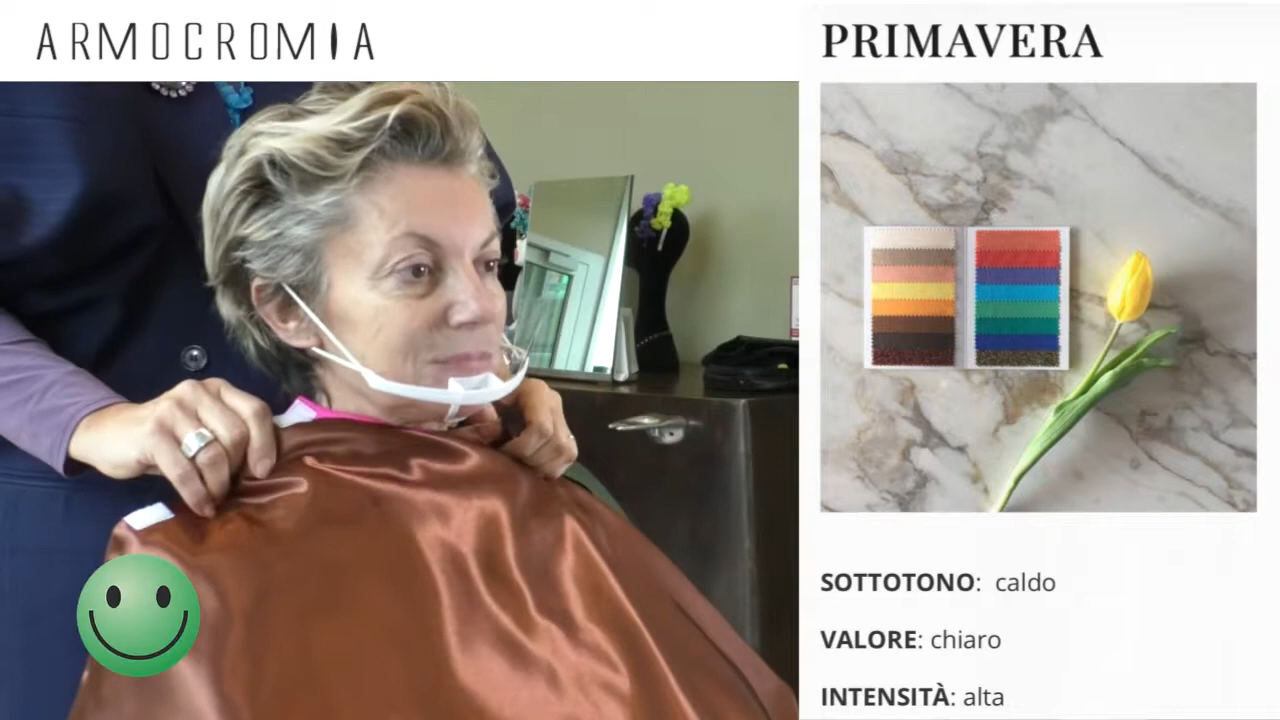 ARMOCROMIA
PRIMAVERA
SOTTOTONO: caldo
VALORE: chiaro
INTENSITÀ: alta